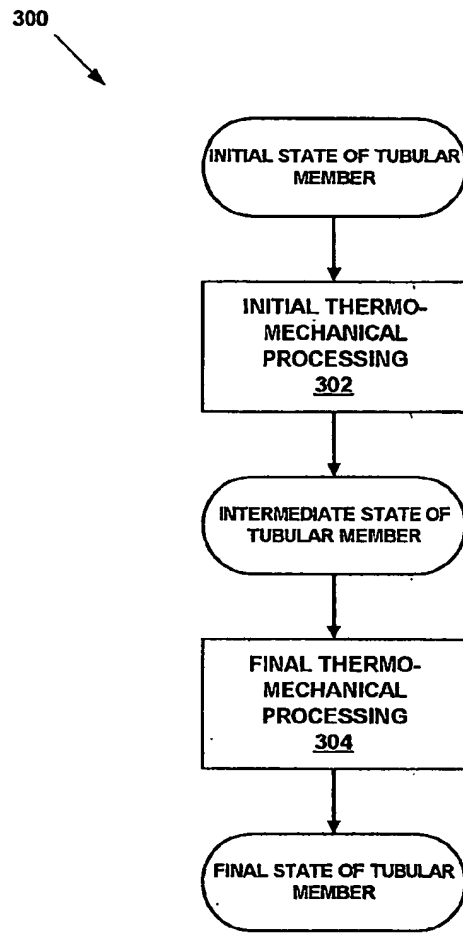 300
INITIAL STATE OF TUBULAR
MEMBER
INITIAL THERMO-
MECHANICAL
PROCESSING
302
INTERMEDIATE STATE OF
TUBULAR MEMBER
FINAL THERMO-
MECHANICAL
PROCESSING
304
FINAL STATE OF TUBULAR
MEMBER